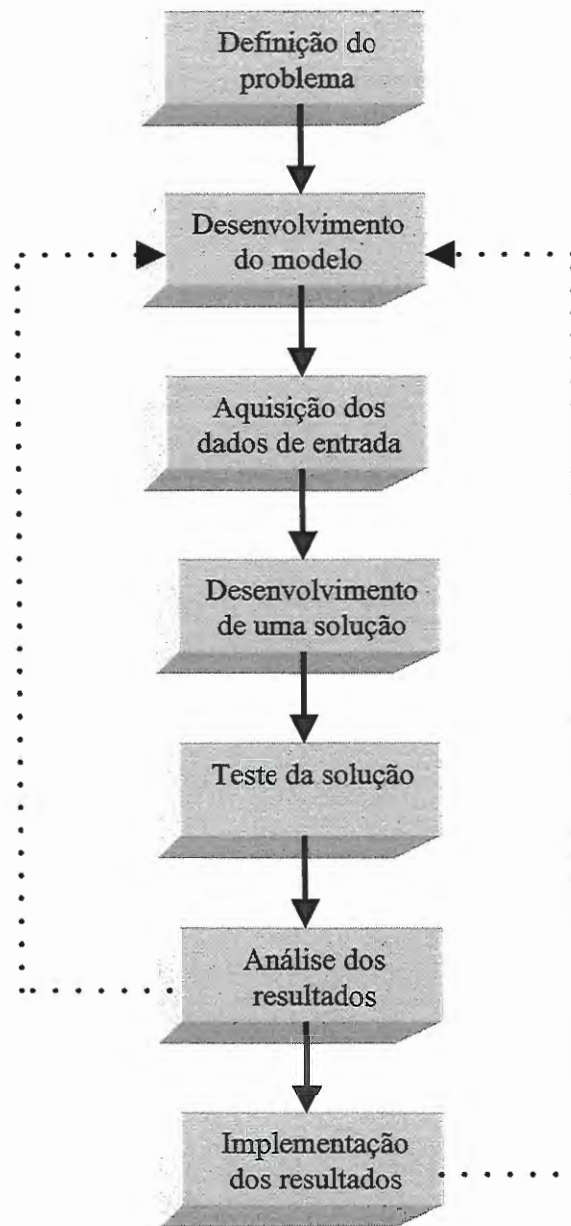 Definição do
problema
Desenvolvimento
do modelo
Aquisição dos
dados de entrada
Desenvolvimento
de uma solução
Teste da solução
Análise dos
resultados
Implementação
dos resultados